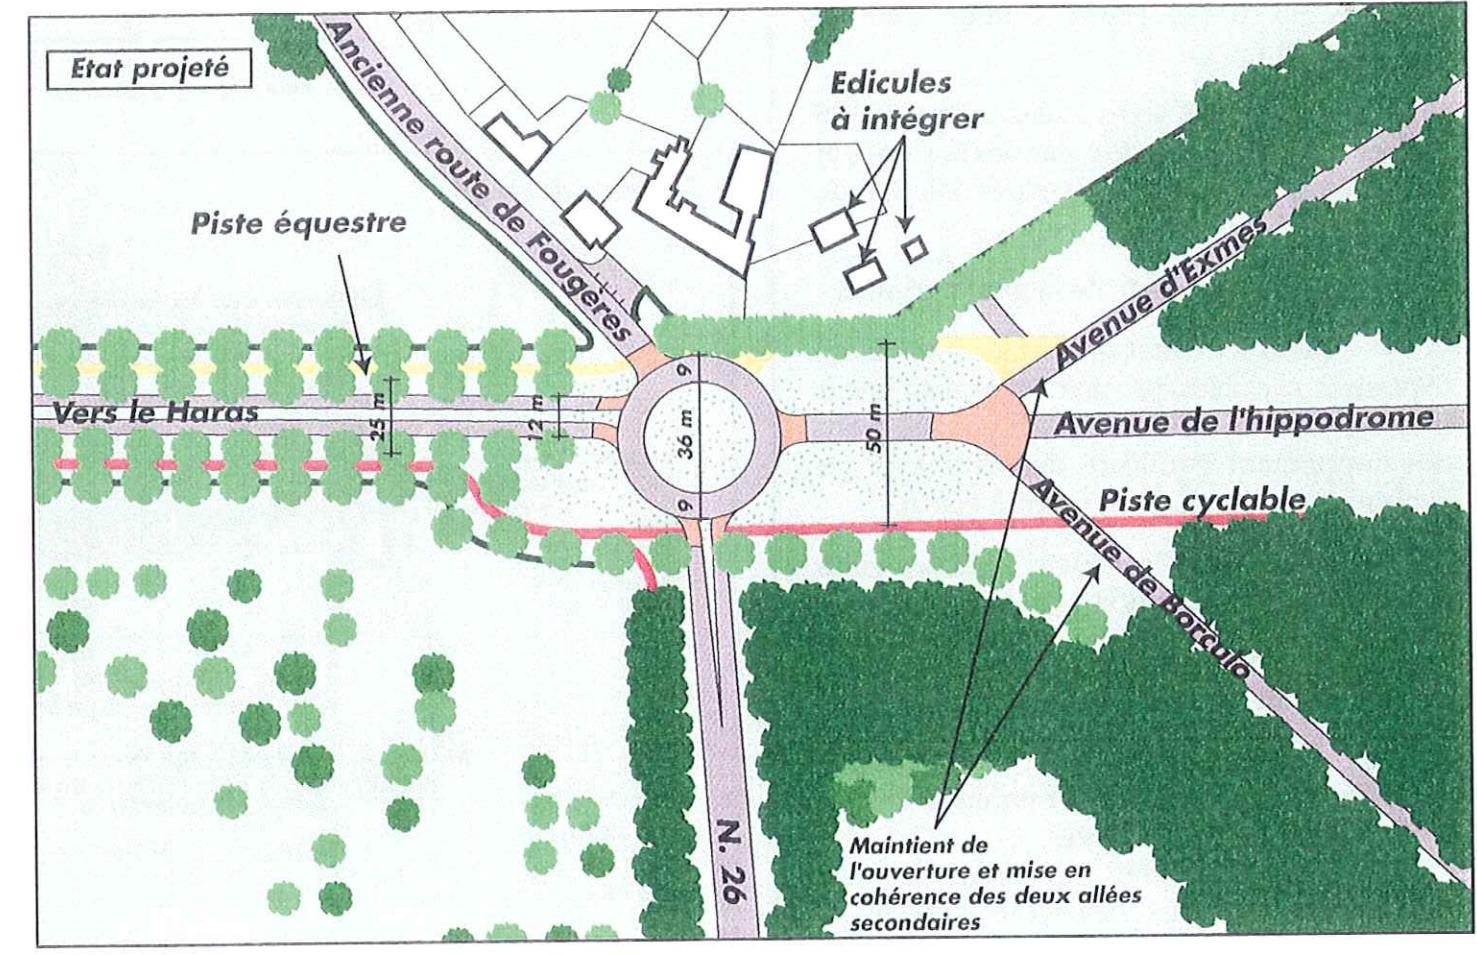 Etat projeté
Ancienne route de Fougères
Edicules
à intégrer
Piste équestre
Avenue d'Exmes
Vers le Haras
25 m
12 m
9
36 m
9
50 m
Avenue de l'hippodrome
Piste cyclable
Avenue de Borculo
N. 26
Maintient de
l'ouverture et mise en
cohérence des deux allées
secondaires